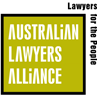 AUSTRALIAN
LAWYERS
ALLIANCE
Lawyers
for the People